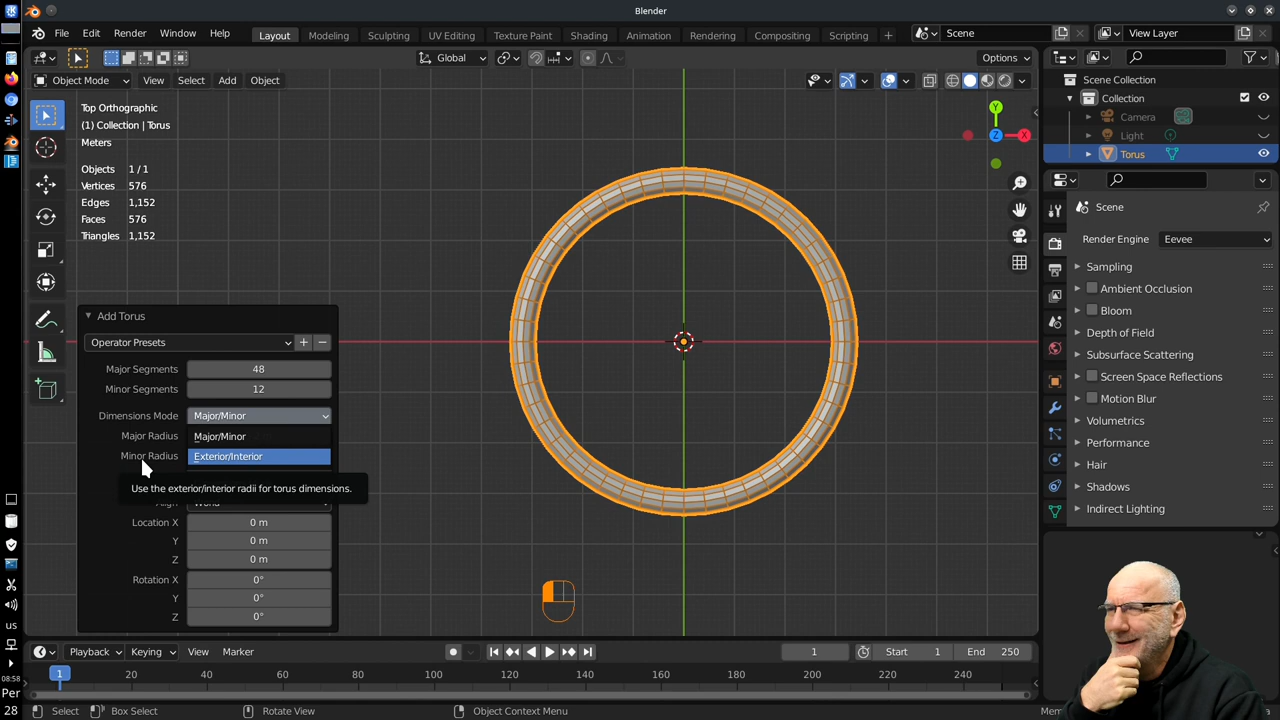 Blender
File Edit Render Window Help
Layout Modeling Sculpting UV Editing Texture Paint Shading Animation Rendering Compositing Scripting +
Scene
View Layer
Global
Options
Object Mode View Select Add Object
Top Orthographic
(1) Collection | Torus
Meters
Objects 1 / 1
Vertices 576
Edges 1,152
Faces 576
Triangles 1,152
Y
Z X
Add Torus
Operator Presets
Major Segments 48
Minor Segments 12
Dimensions Mode Major/Minor
Major Radius Major/Minor
Minor Radius Exterior/Interior
Use the exterior/interior radii for torus dimensions.
Location X 0 m
Y 0 m
Z 0 m
Rotation X 0°
Y 0°
Z 0°
Scene Collection
Collection
Camera
Light
Torus
Scene
Render Engine Eevee
Sampling
Ambient Occlusion
Bloom
Depth of Field
Subsurface Scattering
Screen Space Reflections
Motion Blur
Volumetrics
Performance
Hair
Shadows
Indirect Lighting
us
08:58
Per
28
Playback Keying View Marker
1 Start 1 End 250
1 20 40 60 80 100 120 140 160 180 200 220 240
Select Box Select Rotate View Object Context Menu